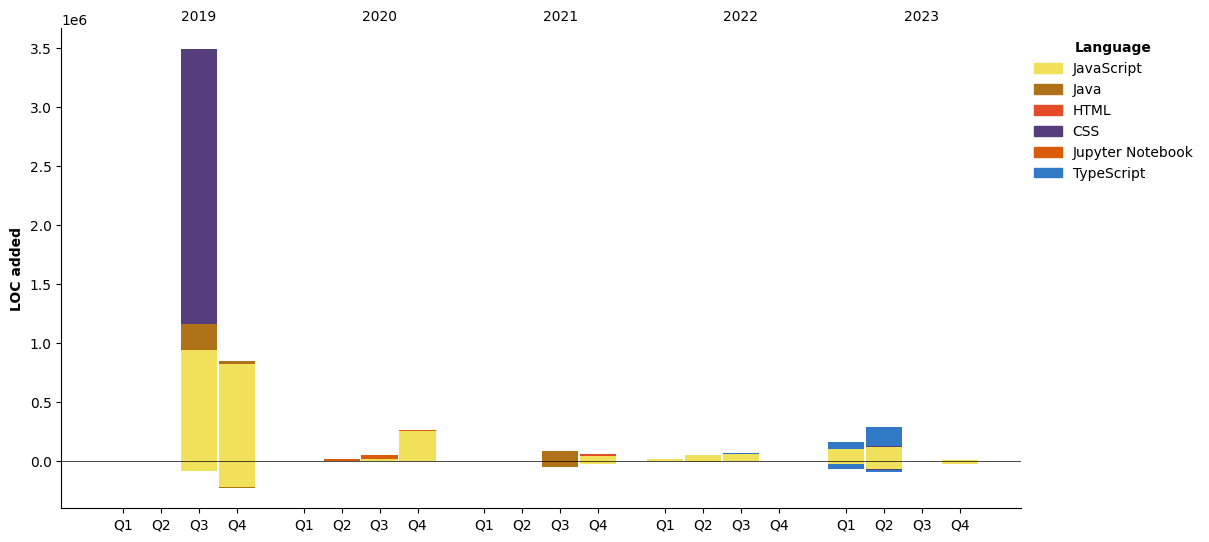 1e6
2019 2020 2021 2022 2023
Language
JavaScript
Java
HTML
CSS
Jupyter Notebook
TypeScript
LOC added
3.5
3.0
2.5
2.0
1.5
1.0
0.5
0.0
Q1 Q2 Q3 Q4 Q1 Q2 Q3 Q4 Q1 Q2 Q3 Q4 Q1 Q2 Q3 Q4 Q1 Q2 Q3 Q4